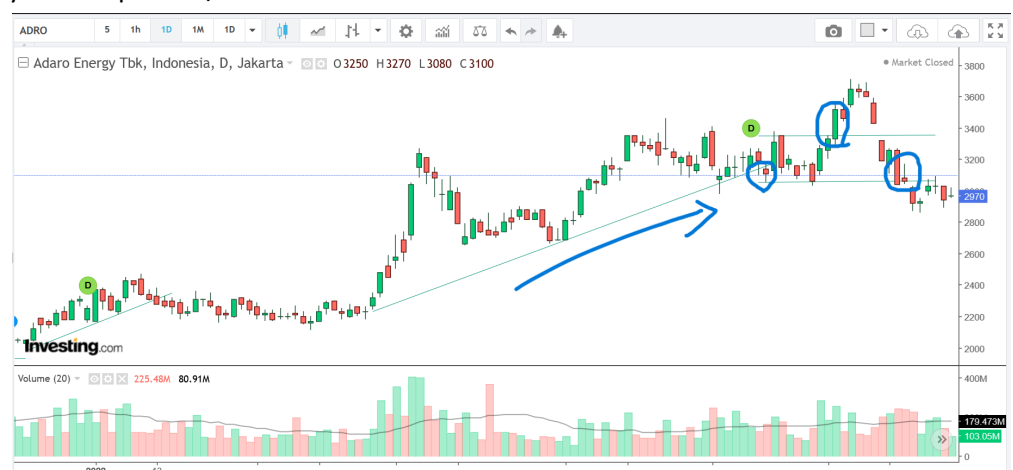 ADRO 5 1h 1D 1M 1D
Adaro Energy Tbk, Indonesia, D, Jakarta O3250 H3270 L3080 C3100
Market Closed
3800
3600
3400
D
3200
2970
2800
2600
D
2400
2200
2000
Investing.com
Volume (20) 225.48M 80.91M
400M
179.473M
103.05M
0